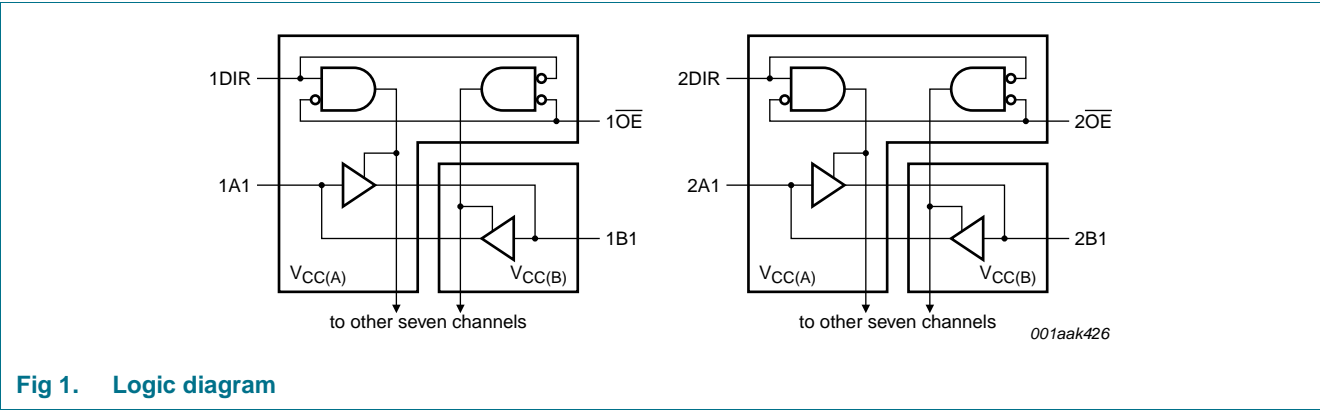 1DIR
1OE
1A1
1B1
VCC(A)
VCC(B)
to other seven channels
2DIR
2OE
2A1
2B1
VCC(A)
VCC(B)
to other seven channels
001aak426
Fig 1. Logic diagram